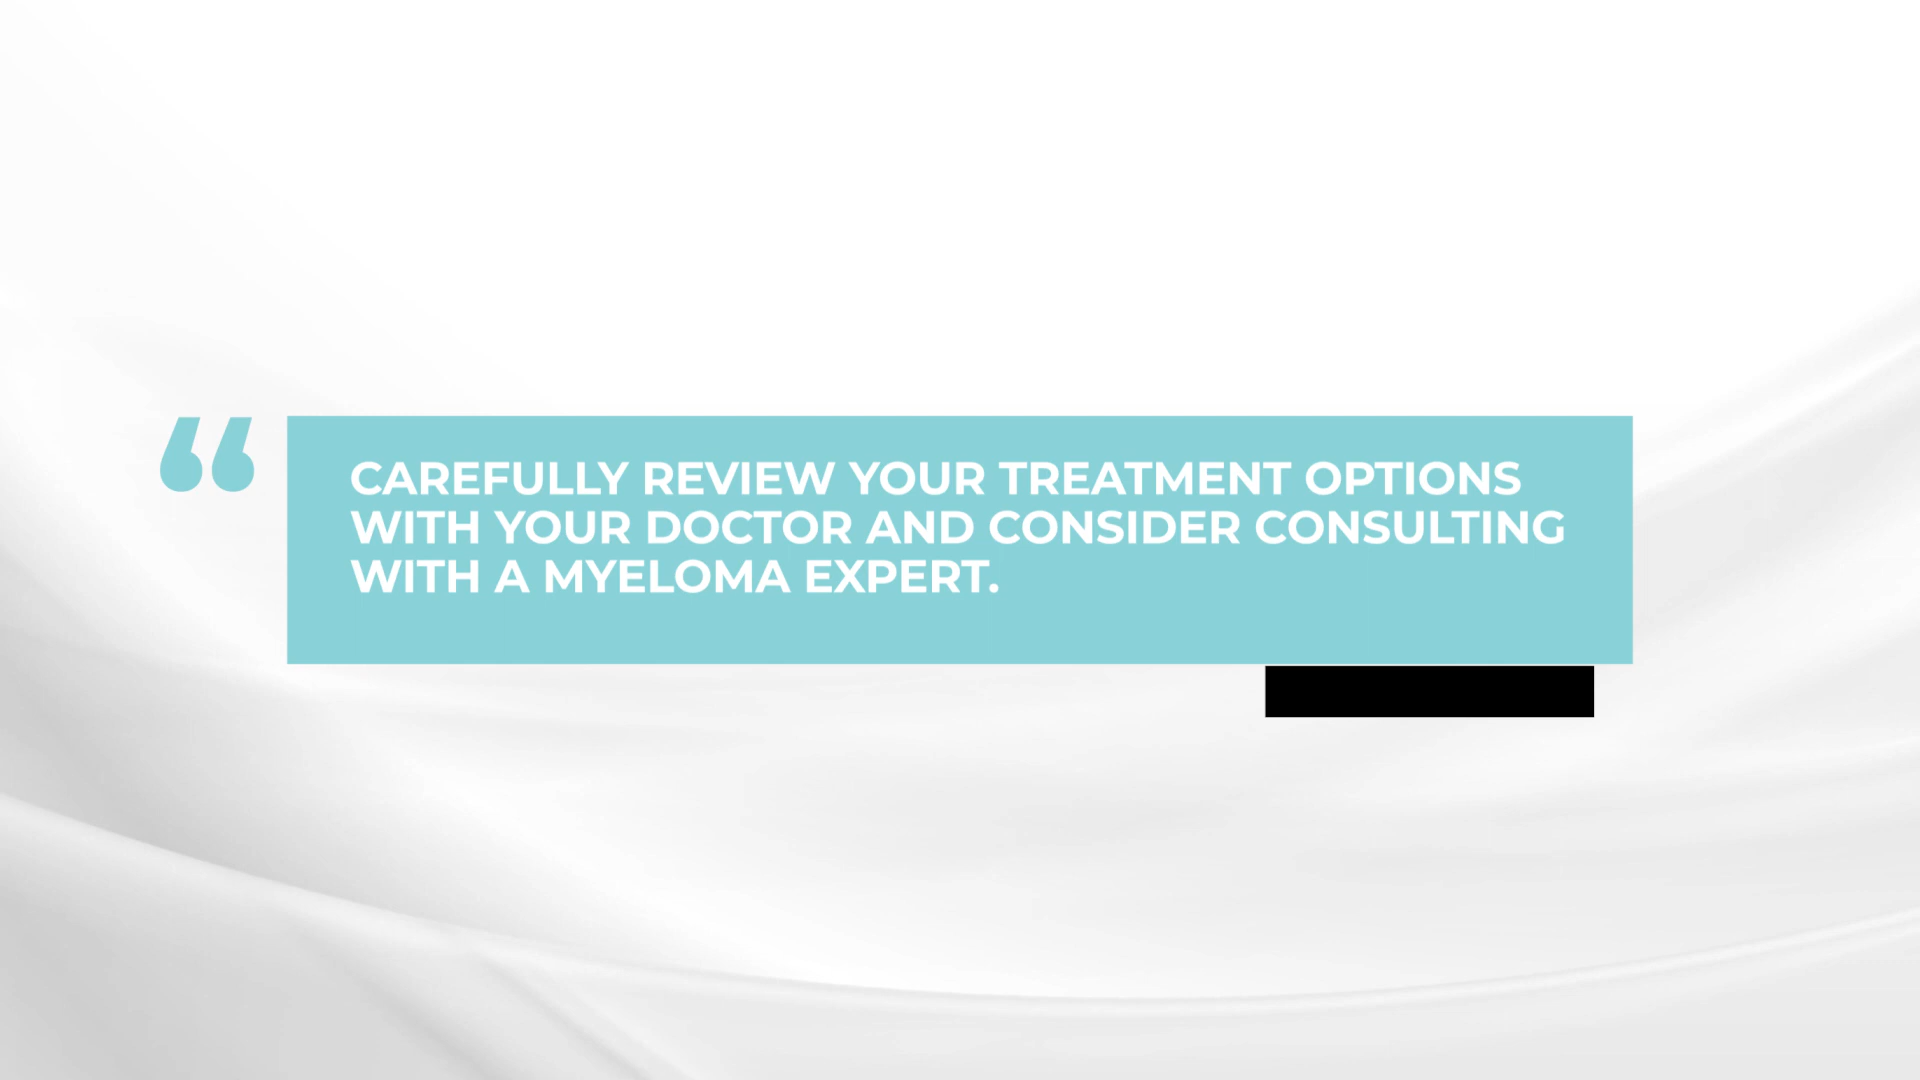 “
CAREFULLY REVIEW YOUR TREATMENT OPTIONS
WITH YOUR DOCTOR AND CONSIDER CONSULTING
WITH A MYELOMA EXPERT.